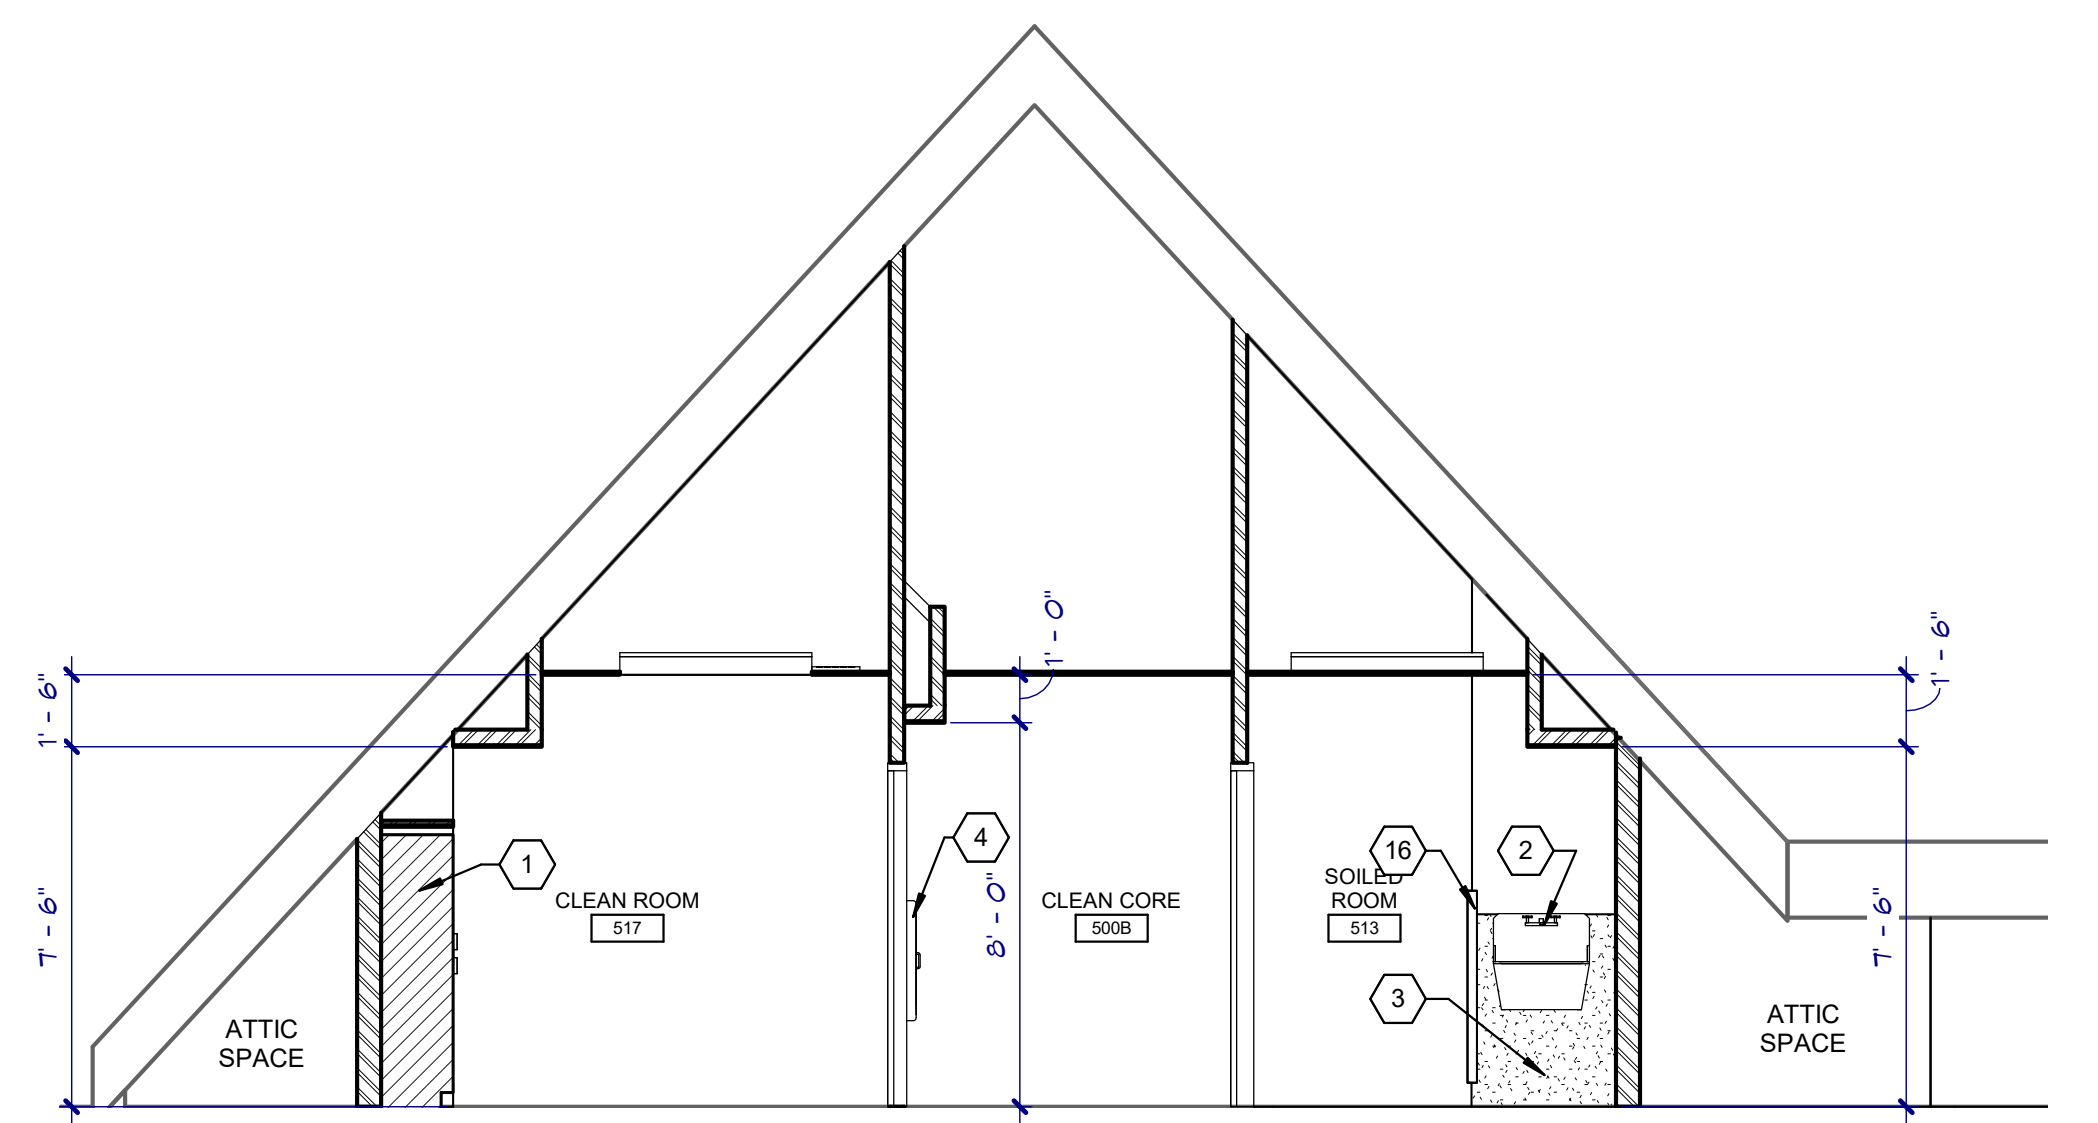 1' - 0"
1' - 6"
1' - 6"
4
16
2
1
SOILED
CLEAN ROOM
CLEAN CORE
ROOM
517
500B
513
7' - 6"
8' - 0"
7' - 6"
3
ATTIC
SPACE
ATTIC
SPACE